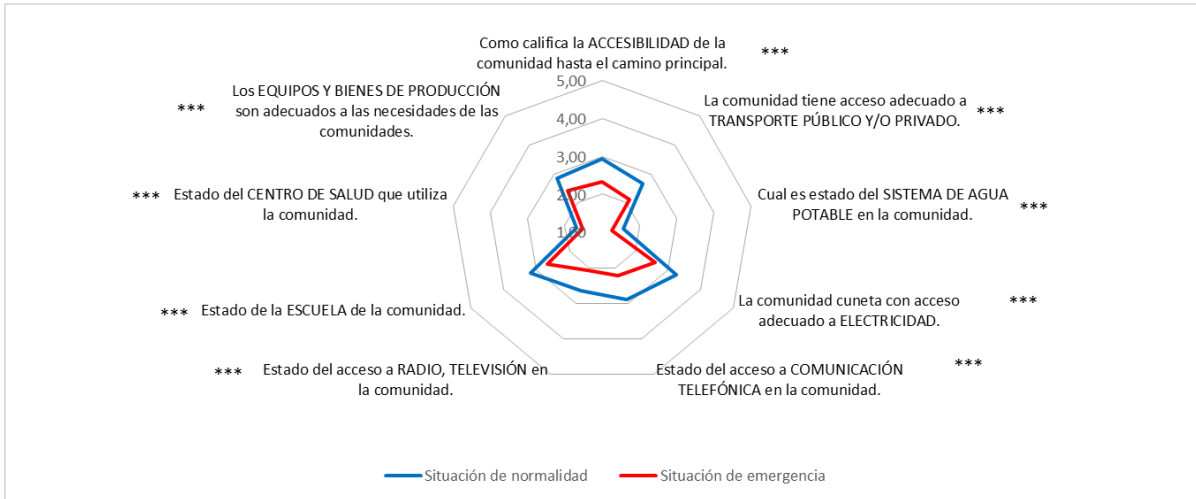 Como califica la ACCESIBILIDAD de la
comunidad hasta el camino principal.
***
La comunidad tiene acceso adecuado a
TRANSPORTE PÚBLICO Y/O PRIVADO.
***
Cual es estado del SISTEMA DE AGUA
POTABLE en la comunidad.
***
La comunidad cuneta con acceso
adecuado a ELECTRICIDAD.
***
Estado del acceso a COMUNICACIÓN
TELEFÓNICA en la comunidad.
***
Estado del acceso a RADIO, TELEVISIÓN en
la comunidad.
***
Estado de la ESCUELA de la comunidad.
***
Estado del CENTRO DE SALUD que utiliza
la comunidad.
***
Los EQUIPOS Y BIENES DE PRODUCCIÓN
son adecuados a las necesidades de las
comunidades.
***
5,00
4,00
3,00
2,00
1,00
Situación de normalidad
Situación de emergencia